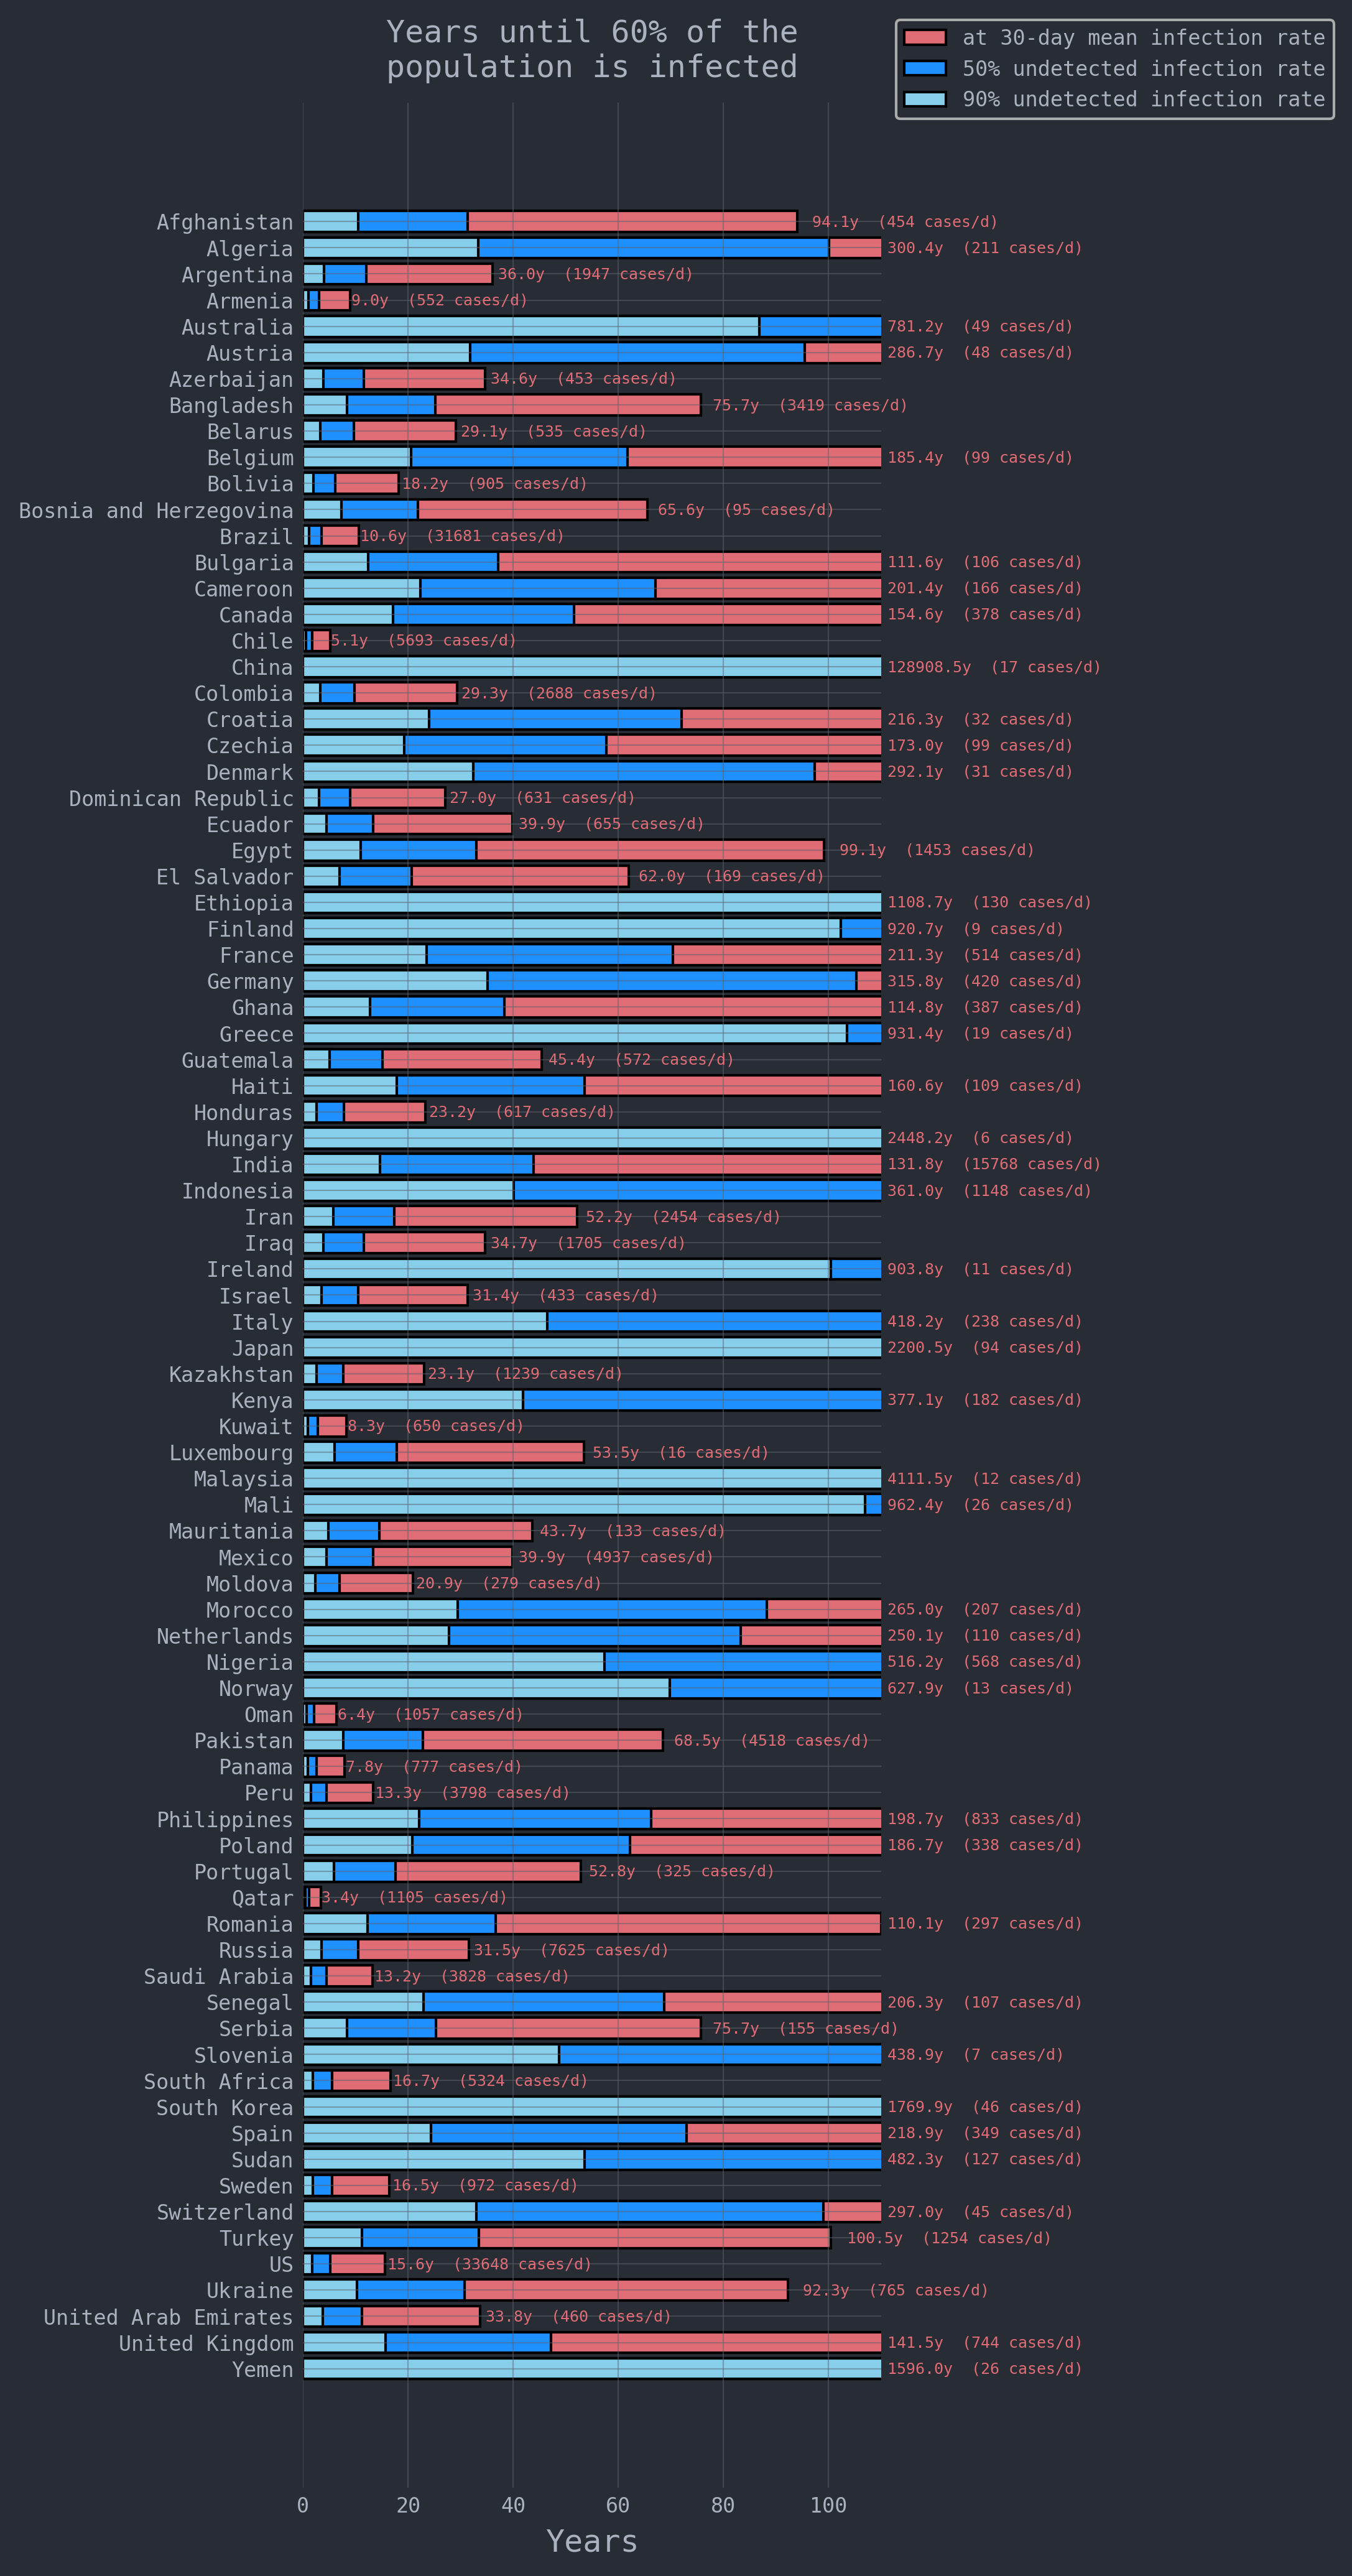 Years until 60% of the
population is infected
at 30-day mean infection rate
50% undetected infection rate
90% undetected infection rate
Afghanistan 94.1y (454 cases/d)
Algeria 300.4y (211 cases/d)
Argentina 36.0y (1947 cases/d)
Armenia 9.0y (552 cases/d)
Australia 781.2y (49 cases/d)
Austria 286.7y (48 cases/d)
Azerbaijan 34.6y (453 cases/d)
Bangladesh 75.7y (3419 cases/d)
Belarus 29.1y (535 cases/d)
Belgium 185.4y (99 cases/d)
Bolivia 18.2y (905 cases/d)
Bosnia and Herzegovina 65.6y (95 cases/d)
Brazil 10.6y (31681 cases/d)
Bulgaria 111.6y (106 cases/d)
Cameroon 201.4y (166 cases/d)
Canada 154.6y (378 cases/d)
Chile 5.1y (5693 cases/d)
China 128908.5y (17 cases/d)
Colombia 29.3y (2688 cases/d)
Croatia 216.3y (32 cases/d)
Czechia 173.0y (99 cases/d)
Denmark 292.1y (31 cases/d)
Dominican Republic 27.0y (631 cases/d)
Ecuador 39.9y (655 cases/d)
Egypt 99.1y (1453 cases/d)
El Salvador 62.0y (169 cases/d)
Ethiopia 1108.7y (130 cases/d)
Finland 920.7y (9 cases/d)
France 211.3y (514 cases/d)
Germany 315.8y (420 cases/d)
Ghana 114.8y (387 cases/d)
Greece 931.4y (19 cases/d)
Guatemala 45.4y (572 cases/d)
Haiti 160.6y (109 cases/d)
Honduras 23.2y (617 cases/d)
Hungary 2448.2y (6 cases/d)
India 131.8y (15768 cases/d)
Indonesia 361.0y (1148 cases/d)
Iran 52.2y (2454 cases/d)
Iraq 34.7y (1705 cases/d)
Ireland 903.8y (11 cases/d)
Israel 31.4y (433 cases/d)
Italy 418.2y (238 cases/d)
Japan 2200.5y (94 cases/d)
Kazakhstan 23.1y (1239 cases/d)
Kenya 377.1y (182 cases/d)
Kuwait 8.3y (650 cases/d)
Luxembourg 53.5y (16 cases/d)
Malaysia 4111.5y (12 cases/d)
Mali 962.4y (26 cases/d)
Mauritania 43.7y (133 cases/d)
Mexico 39.9y (4937 cases/d)
Moldova 20.9y (279 cases/d)
Morocco 265.0y (207 cases/d)
Netherlands 250.1y (110 cases/d)
Nigeria 516.2y (568 cases/d)
Norway 627.9y (13 cases/d)
Oman 6.4y (1057 cases/d)
Pakistan 68.5y (4518 cases/d)
Panama 7.8y (777 cases/d)
Peru 13.3y (3798 cases/d)
Philippines 198.7y (833 cases/d)
Poland 186.7y (338 cases/d)
Portugal 52.8y (325 cases/d)
Qatar 3.4y (1105 cases/d)
Romania 110.1y (297 cases/d)
Russia 31.5y (7625 cases/d)
Saudi Arabia 13.2y (3828 cases/d)
Senegal 206.3y (107 cases/d)
Serbia 75.7y (155 cases/d)
Slovenia 438.9y (7 cases/d)
South Africa 16.7y (5324 cases/d)
South Korea 1769.9y (46 cases/d)
Spain 218.9y (349 cases/d)
Sudan 482.3y (127 cases/d)
Sweden 16.5y (972 cases/d)
Switzerland 297.0y (45 cases/d)
Turkey 100.5y (1254 cases/d)
US 15.6y (33648 cases/d)
Ukraine 92.3y (765 cases/d)
United Arab Emirates 33.8y (460 cases/d)
United Kingdom 141.5y (744 cases/d)
Yemen 1596.0y (26 cases/d)
0 20 40 60 80 100
Years